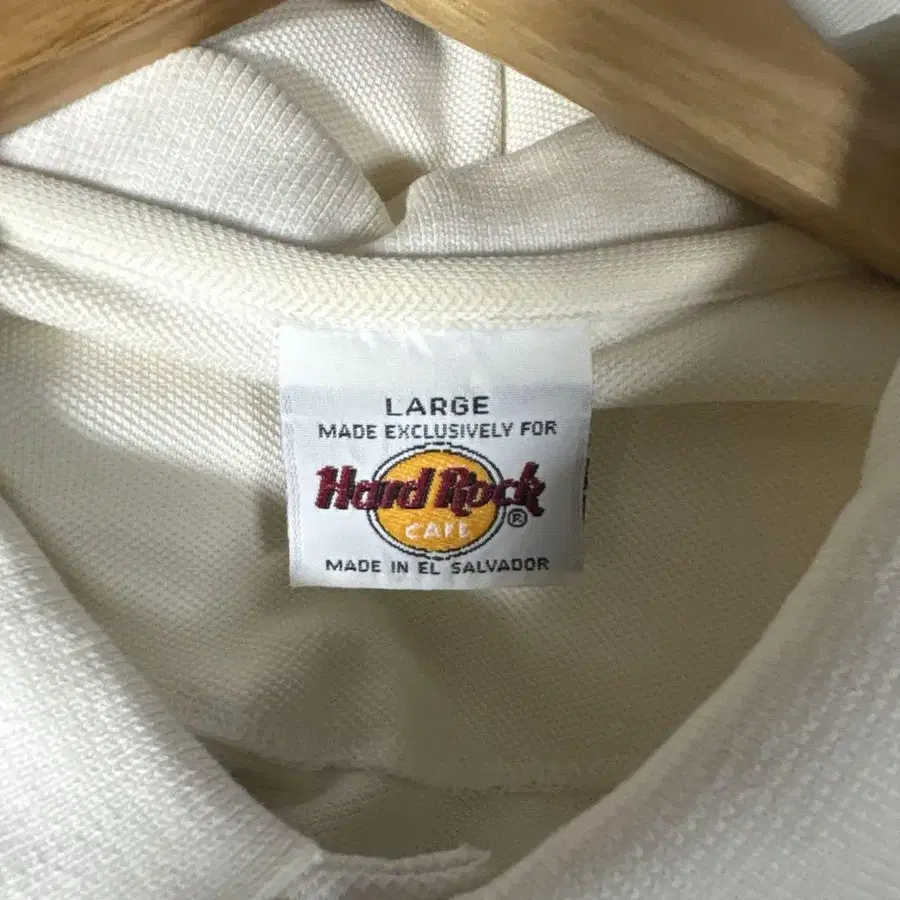 LARGE
MADE EXCLUSIVELY FOR
Hard Rock
CAFE
®
MADE IN EL SALVADOR